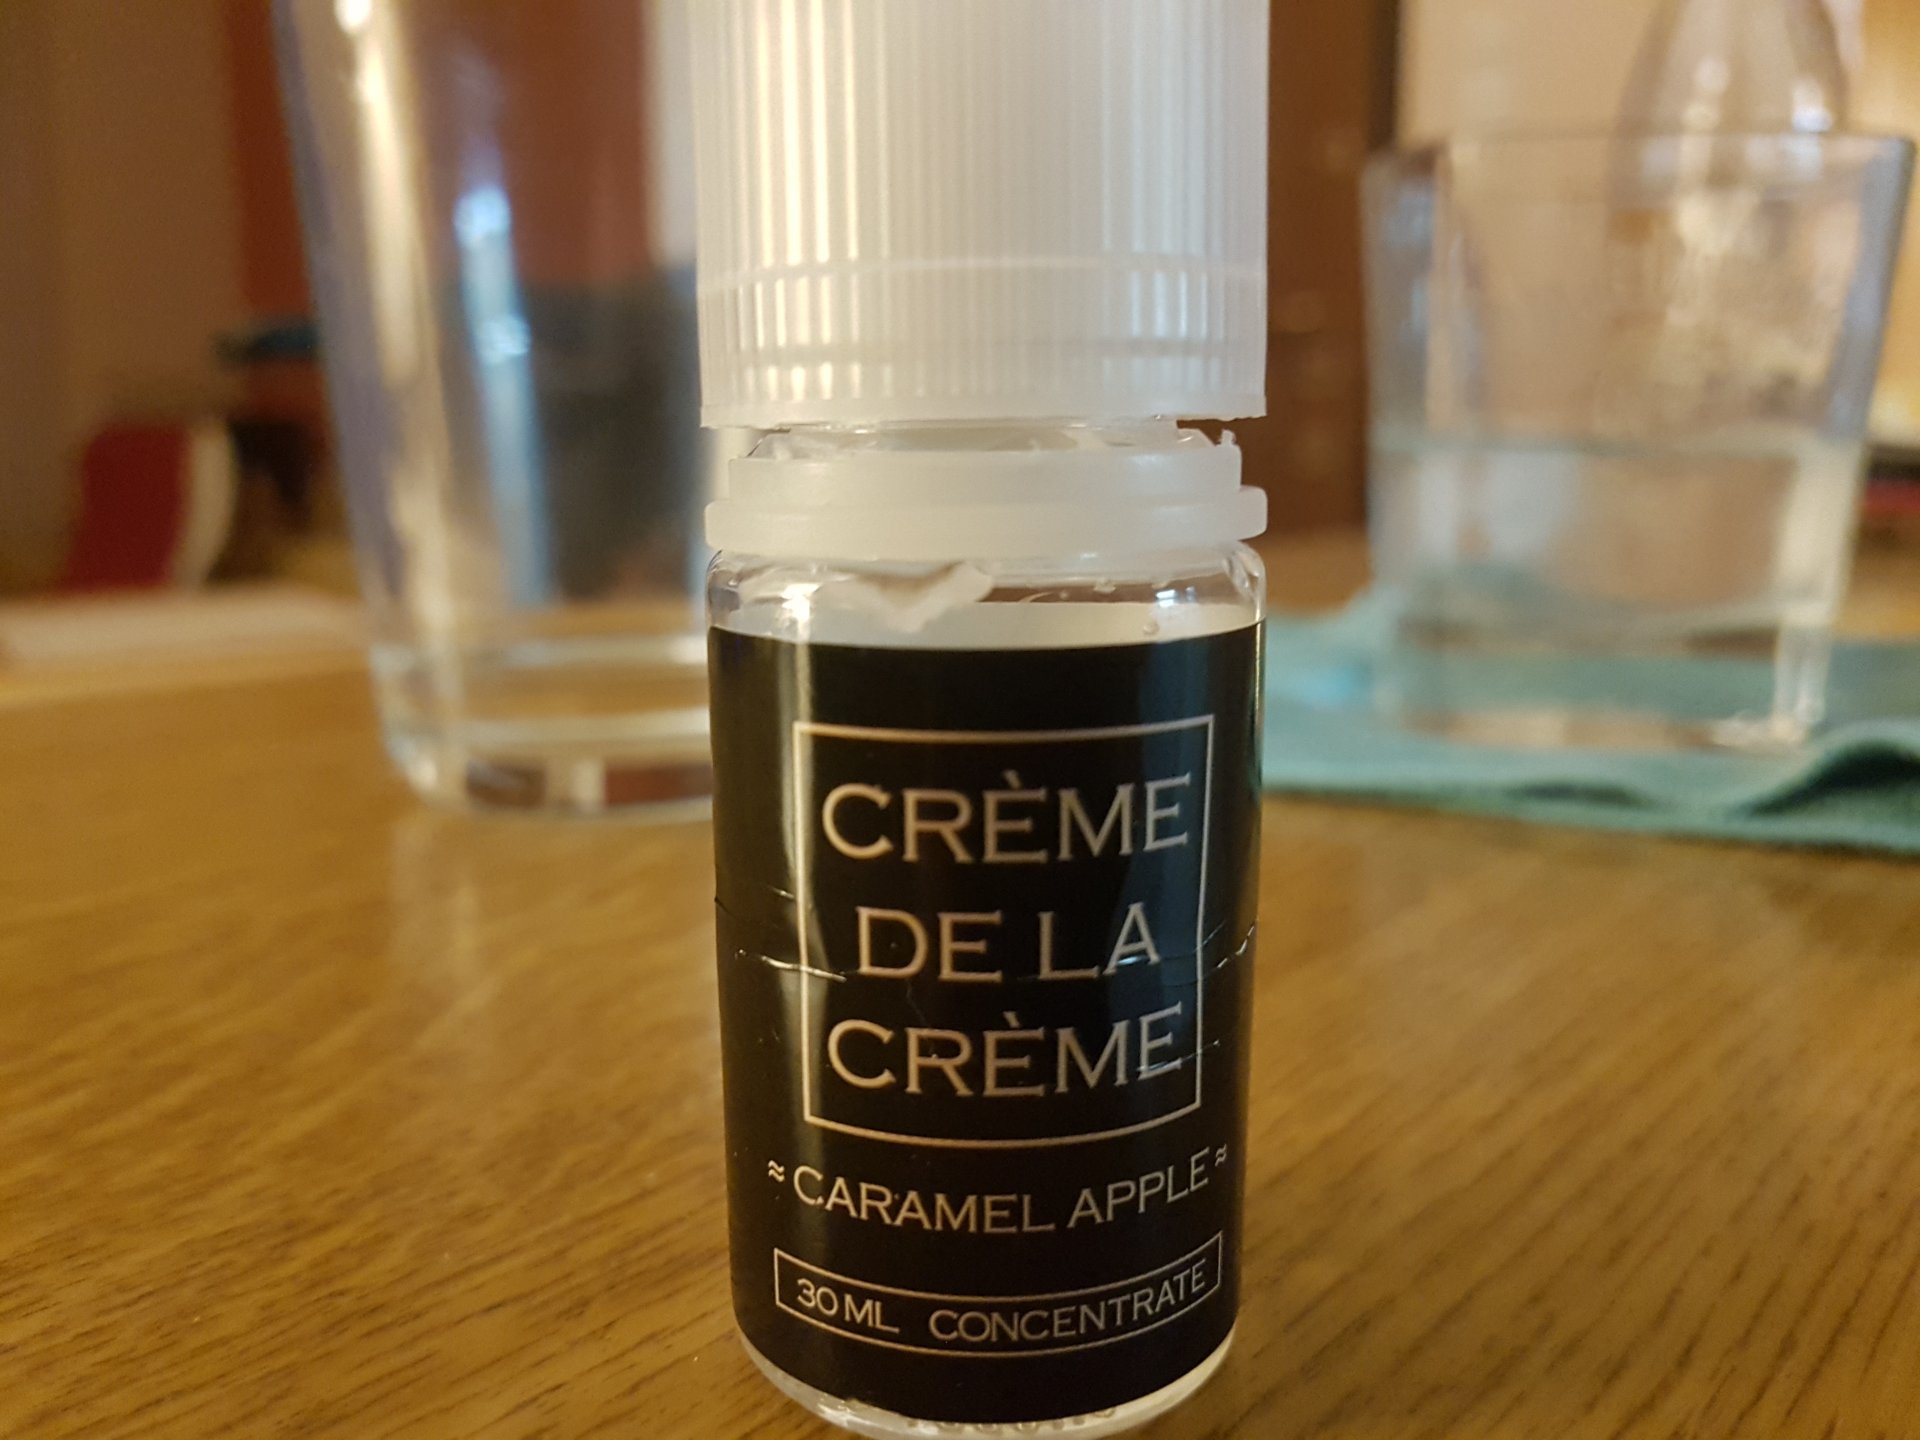 CRÈME
DE LA
CRÈME
≈ CARAMEL APPLE ≈
30 ML CONCENTRATE